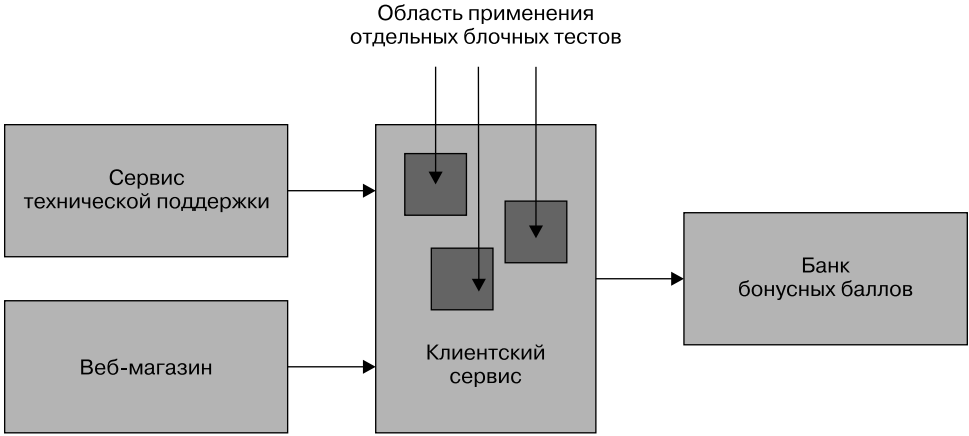 Область применения
отдельных блочных тестов
Сервис
технической поддержки
Веб-магазин
Клиентский
сервис
Банк
бонусных баллов